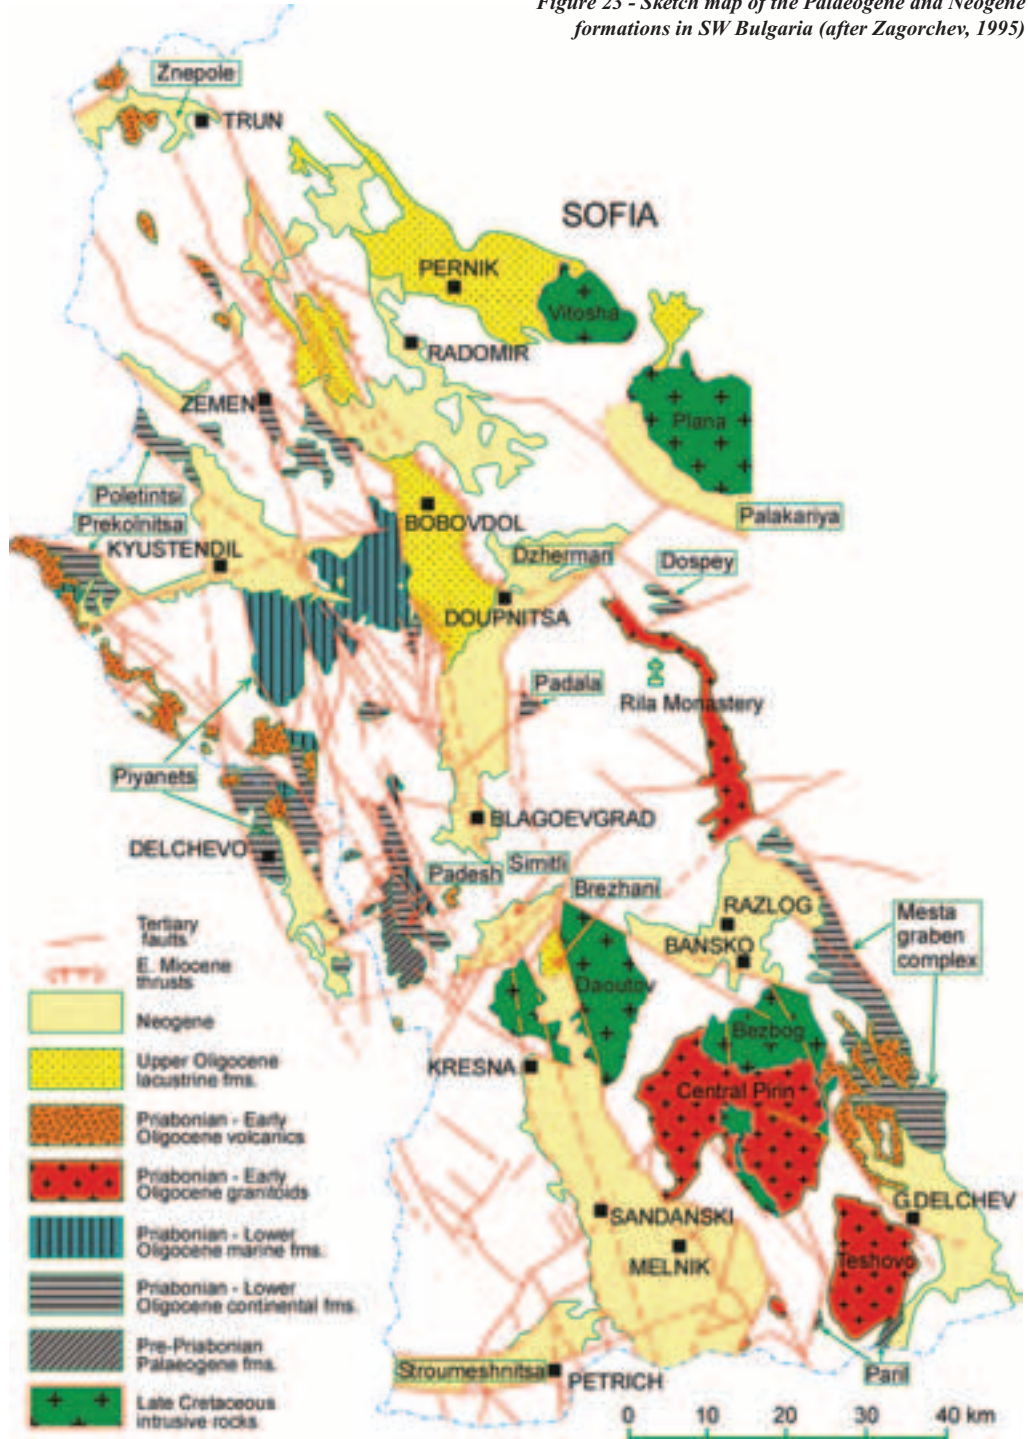 Figure 23 - Sketch map of the Palaeogene and Neogene
formations in SW Bulgaria (after Zagorchev, 1995)
Znepole
TRUN
SOFIA
PERNIK
Vitosha
RADOMIR
ZEMEN
Plana
Poletintsi
Prekolnitsa
KYUSTENDIL
BOBOVDOL
Palakariya
Dzherman
Dospey
DOUPNITSA
Padala
Rila Monastery
Piyanets
BLAGOEVGRAD
DELCHEVO
Padesh
Simitli
Brezhani
RAZLOG
BANSKO
Mesta
graben
complex
Daoutov
Bezbog
KRESNA
Central Pirin
G.DELCHEV
SANDANSKI
MELNIK
Teshovo
Stroumeshnitsa
PETRICH
Paril
Tertiary
faults
E. Miocene
thrusts
Neogene
Upper Oligocene
lacustrine fms.
Priabonian - Early
Oligocene volcanics
Priabonian - Early
Oligocene granitoids
Priabonian - Lower
Oligocene marine fms.
Priabonian - Lower
Oligocene continental fms.
Pre-Priabonian
Palaeogene fms.
Late Cretaceous
intrusive rocks
0 10 20 30 40 km